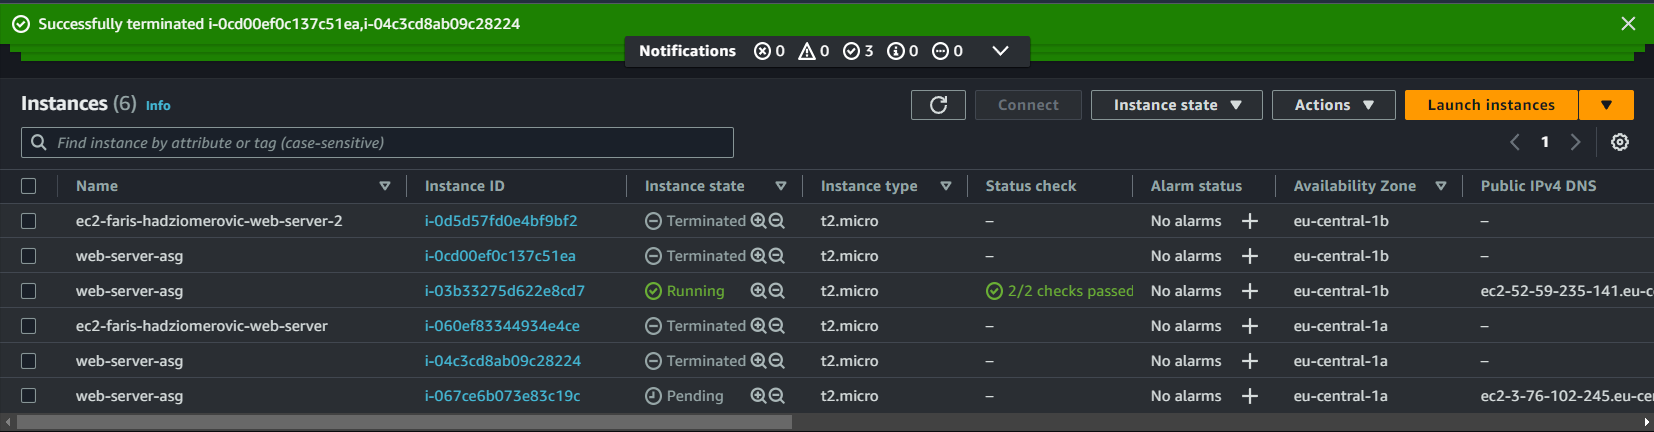 Successfully terminated i-0cd00ef0c137c51ea,i-04c3cd8ab09c28224
Notifications 0 0 3 0 0
Instances (6) Info Connect Instance state Actions Launch instances
Find instance by attribute or tag (case-sensitive) 1
Name Instance ID Instance state Instance type Status check Alarm status Availability Zone Public IPv4 DNS
ec2-faris-hadziomerovic-web-server-2 i-0d5d57fd0e4bf9bf2 Terminated t2.micro – No alarms + eu-central-1b –
web-server-asg i-0cd00ef0c137c51ea Terminated t2.micro – No alarms + eu-central-1b –
web-server-asg i-03b33275d622e8cd7 Running t2.micro 2/2 checks passed No alarms + eu-central-1b ec2-52-59-235-141.eu-c
ec2-faris-hadziomerovic-web-server i-060ef83344934e4ce Terminated t2.micro – No alarms + eu-central-1a –
web-server-asg i-04c3cd8ab09c28224 Terminated t2.micro – No alarms + eu-central-1a –
web-server-asg i-067ce6b073e83c19c Pending t2.micro – No alarms + eu-central-1a ec2-3-76-102-245.eu-cen